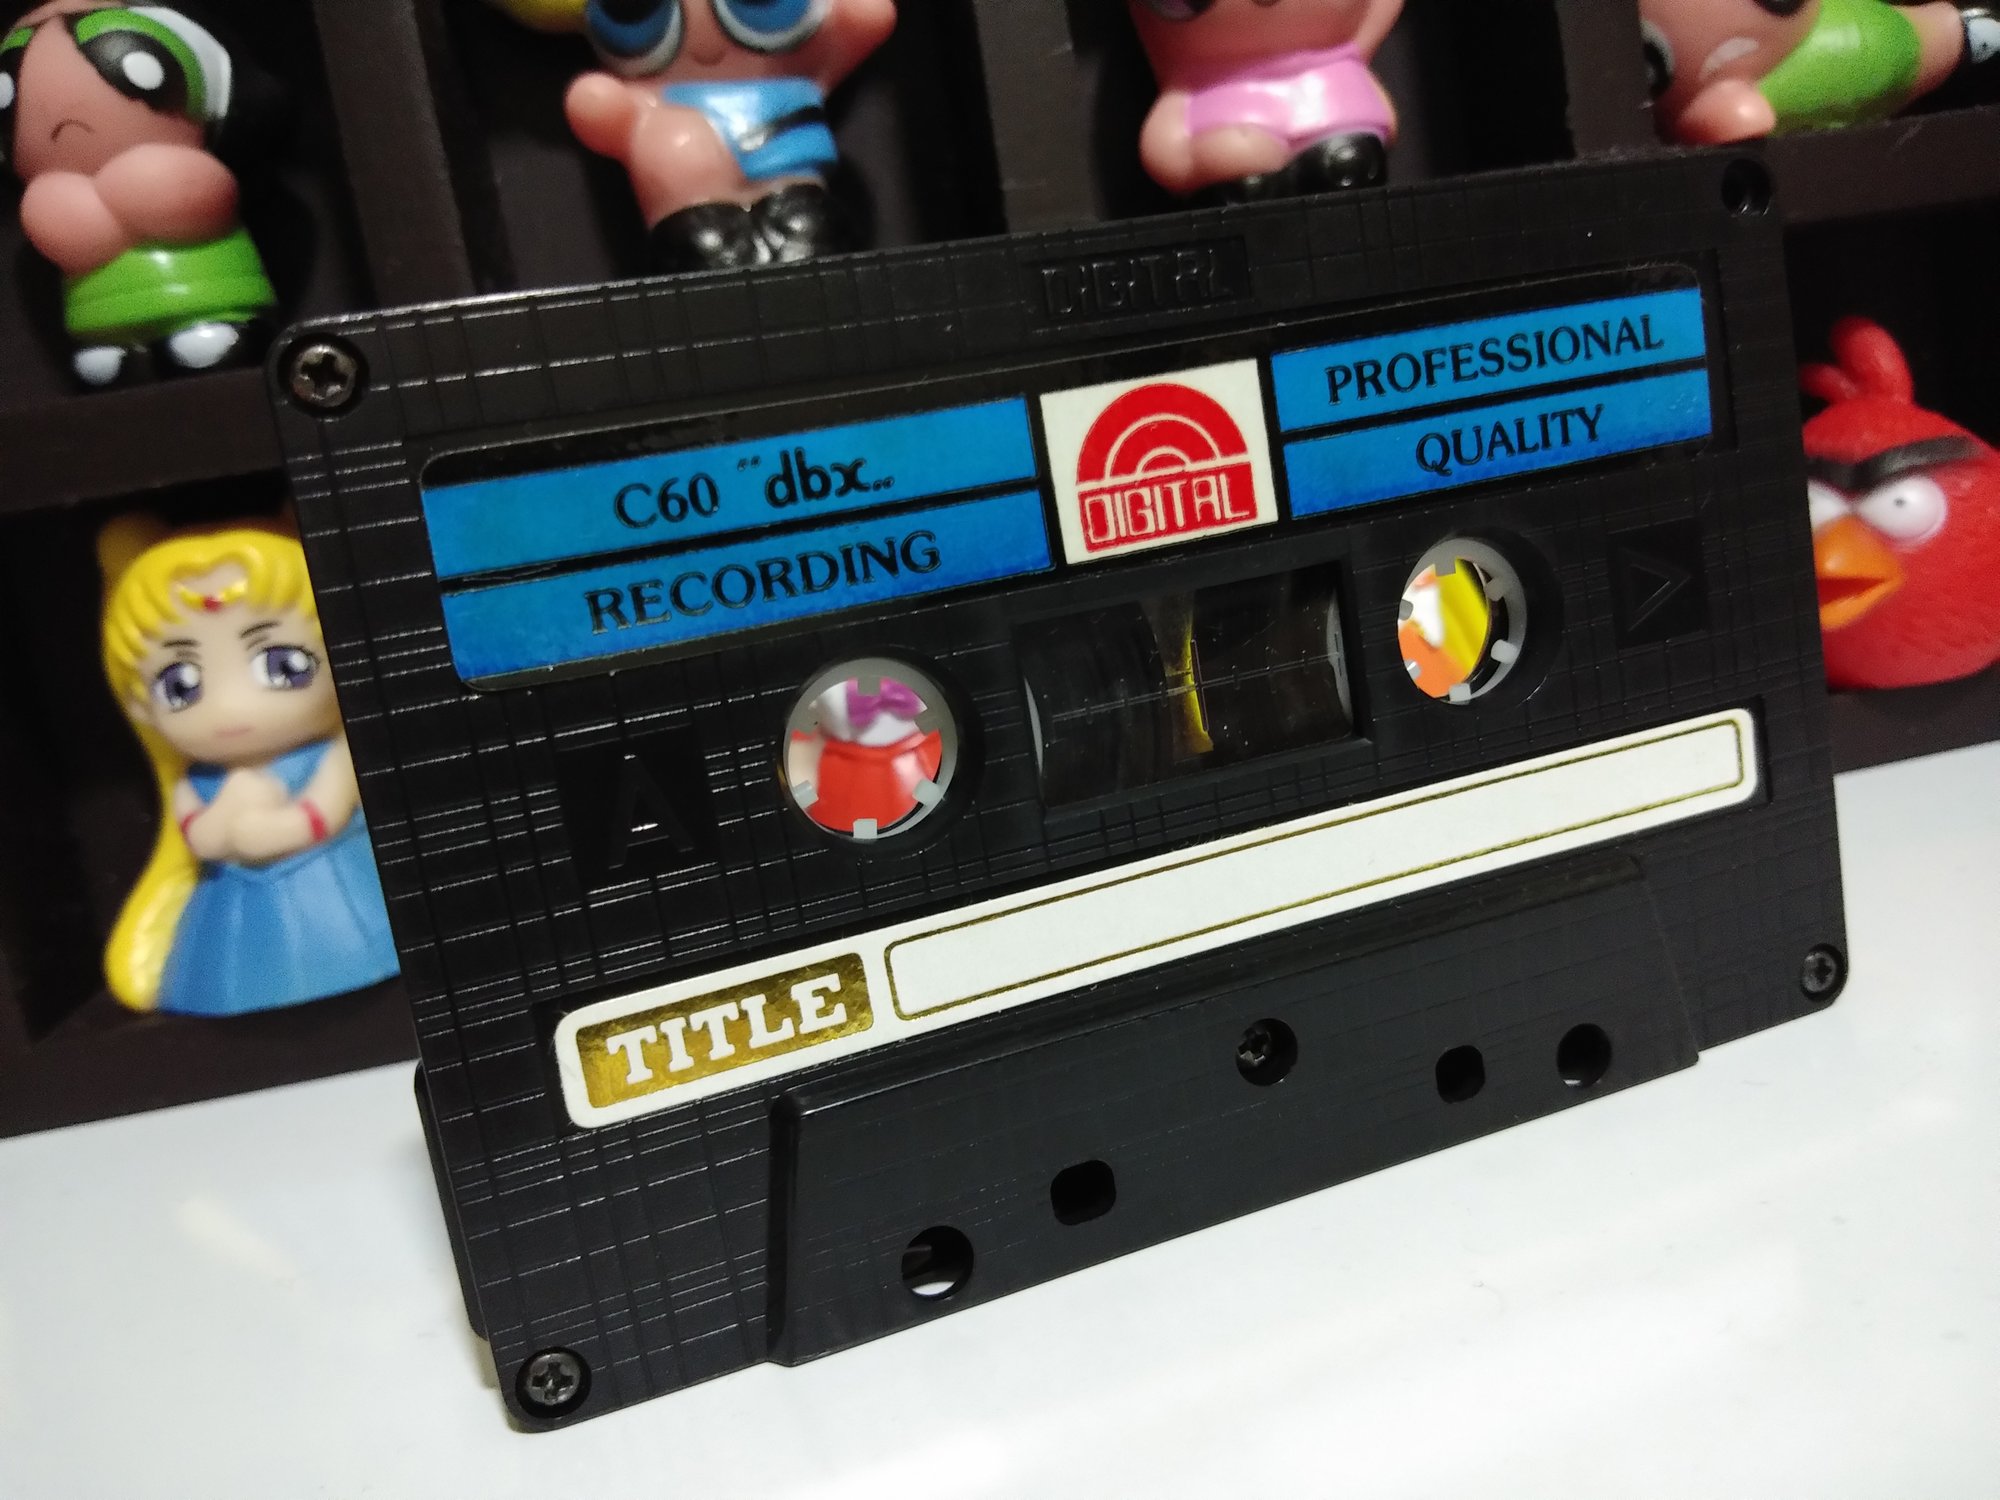 DIGITAL
C60 "dbx„
RECORDING
DIGITAL
PROFESSIONAL
QUALITY
A
TITLE